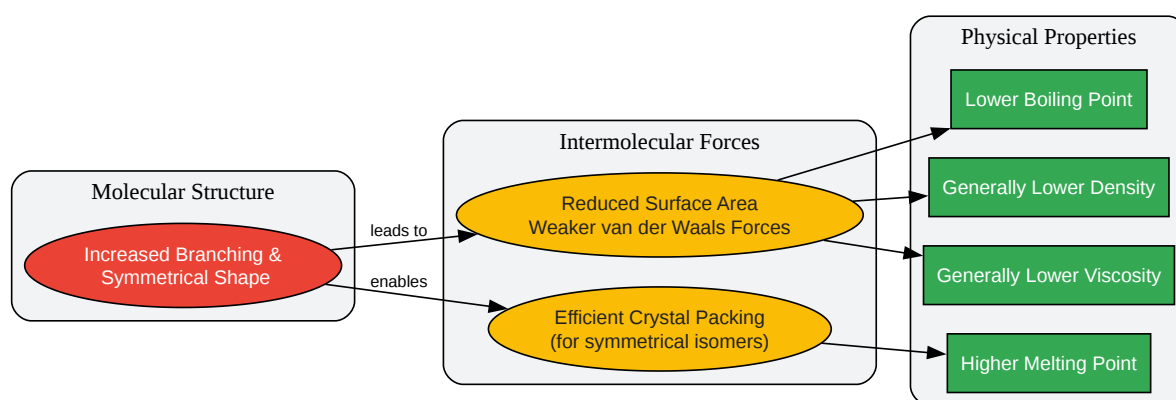 Molecular Structure
Increased Branching &
Symmetrical Shape
leads to
enables
Intermolecular Forces
Reduced Surface Area
Weaker van der Waals Forces
Efficient Crystal Packing
(for symmetrical isomers)
Physical Properties
Lower Boiling Point
Generally Lower Density
Generally Lower Viscosity
Higher Melting Point